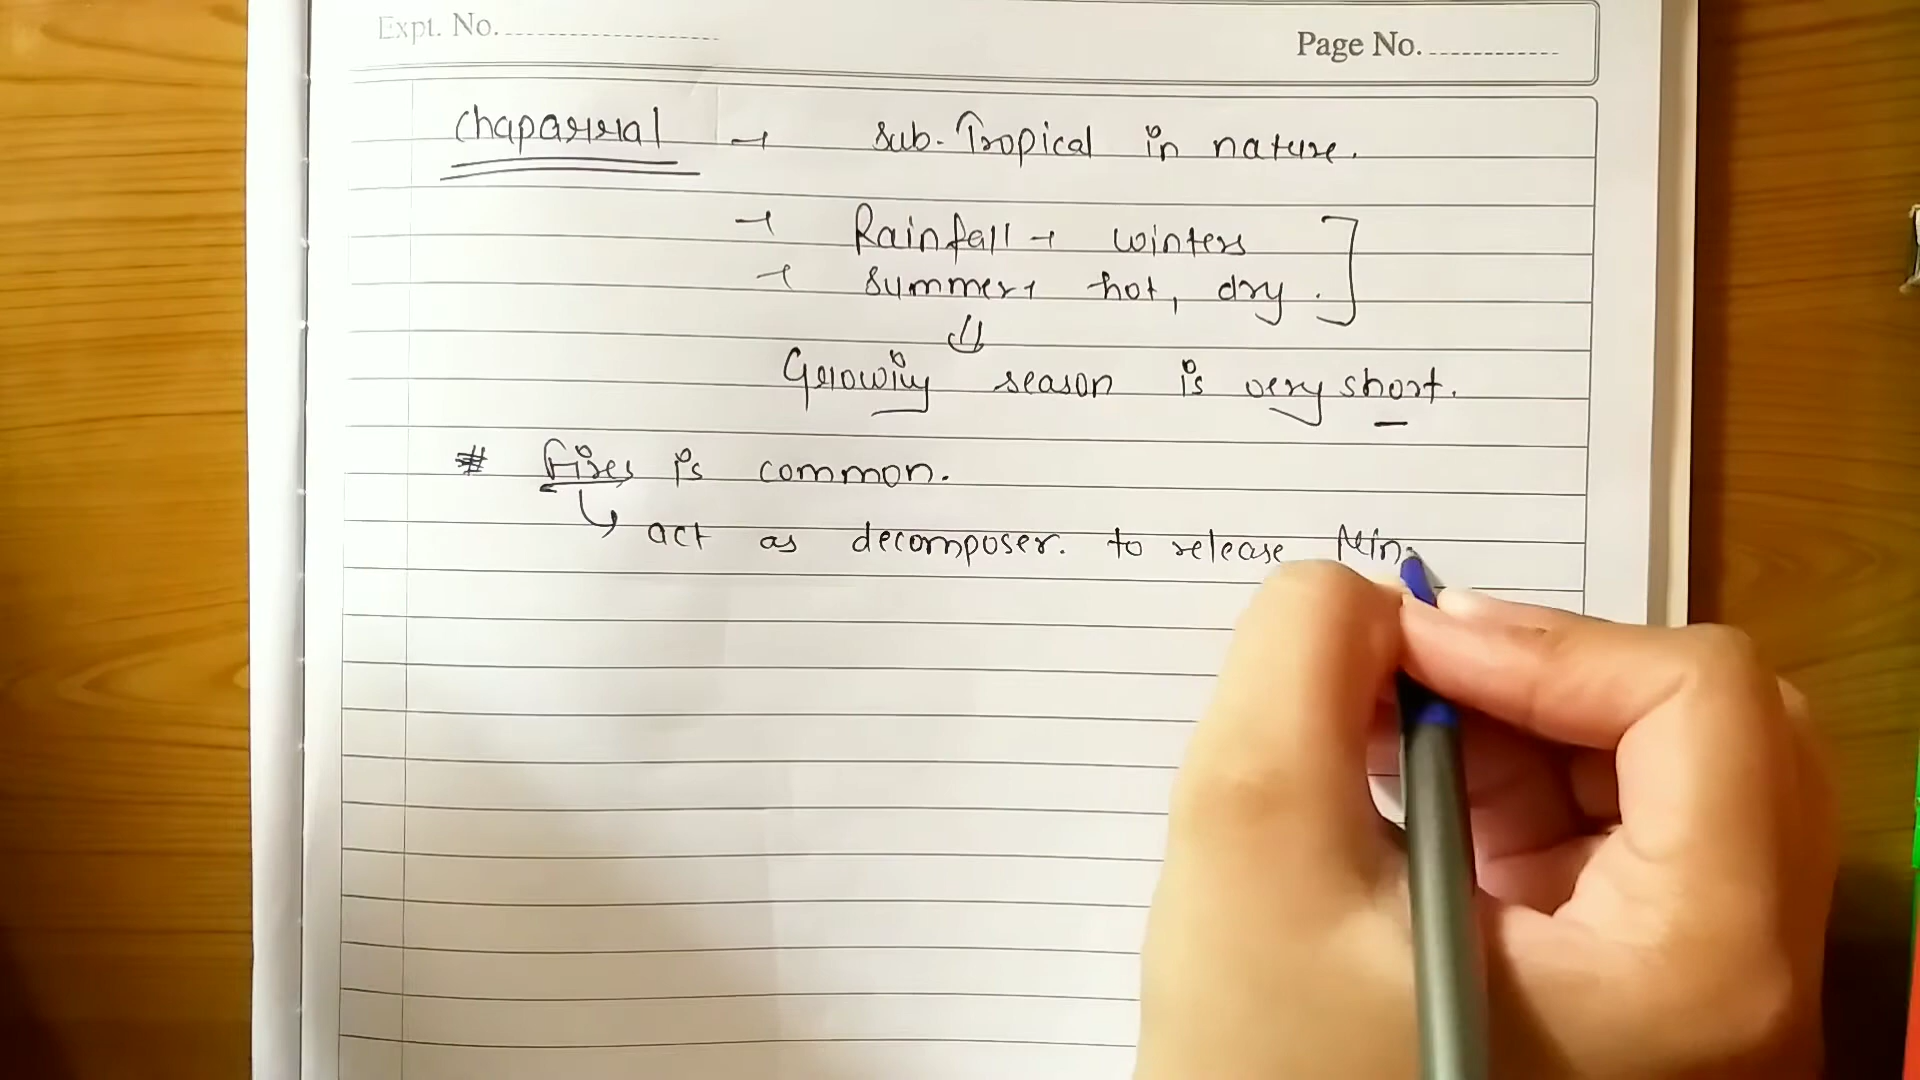 Expt. No.
Page No.
Chaparral → Sub-Tropical in nature.
→ Rainfall → winters
→ Summer → hot, dry.
Growing season is very short.
# Fires is common.
act as decomposer. to release Min